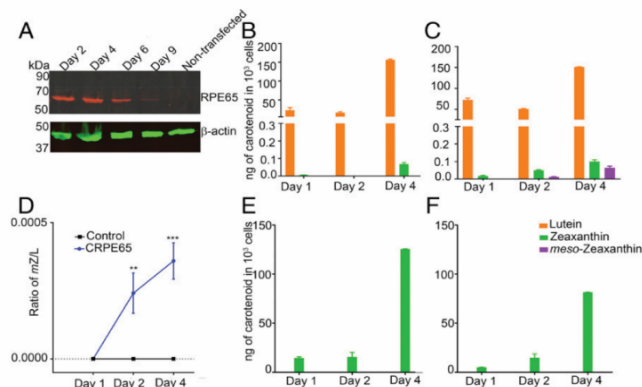 A
Day 2
Day 4
Day 6
Day 9
Non-transfected
kDa
90
70
50
RPE65
50
37
β-actin
B
ng of carotenoid in 10³ cells
200
150
100
50
0.3
0.2
0.1
0.0
Day 1
Day 2
Day 4
C
200
150
100
50
0.3
0.2
0.1
0.0
Day 1
Day 2
Day 4
D
Ratio of mZ/L
0.0005
0.0000
Control
CRPE65
**
***
Day 1
Day 2
Day 4
E
ng of carotenoid in 10³ cells
150
100
50
0
Day 1
Day 2
Day 4
F
150
100
50
0
Lutein
Zeaxanthin
meso-Zeaxanthin
Day 1
Day 2
Day 4